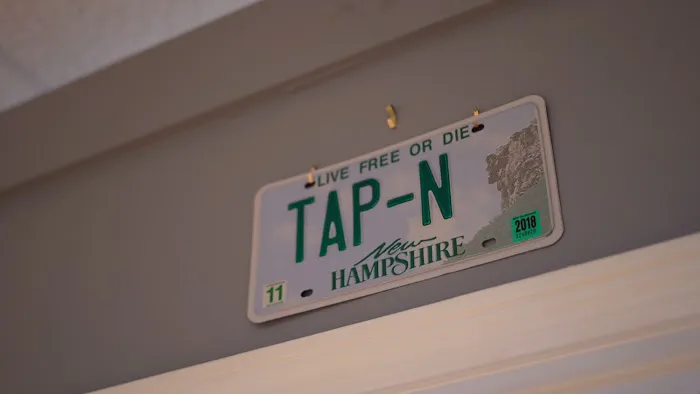 LIVE FREE OR DIE
TAP-N
New
HAMPSHIRE
2018
11